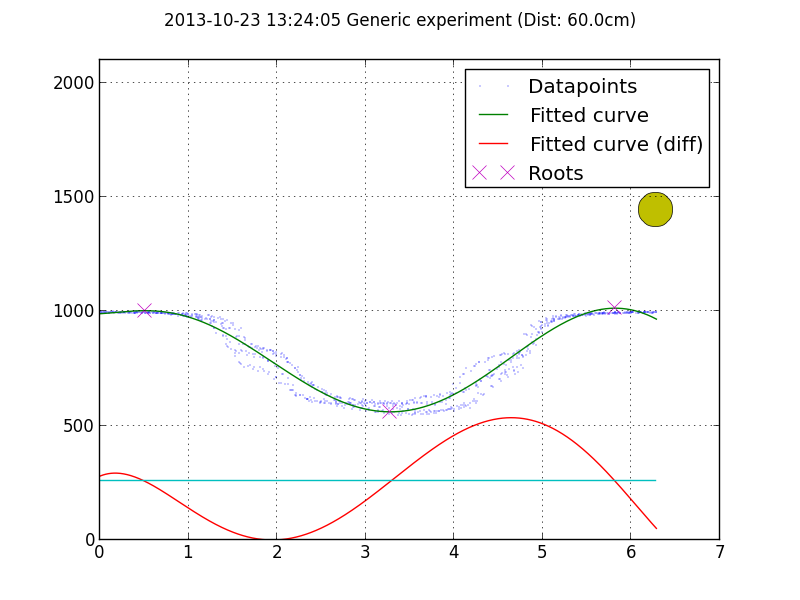 2013-10-23 13:24:05 Generic experiment (Dist: 60.0cm)
2000
1500
1000
500
0
Datapoints
Fitted curve
Fitted curve (diff)
Roots
0 1 2 3 4 5 6 7